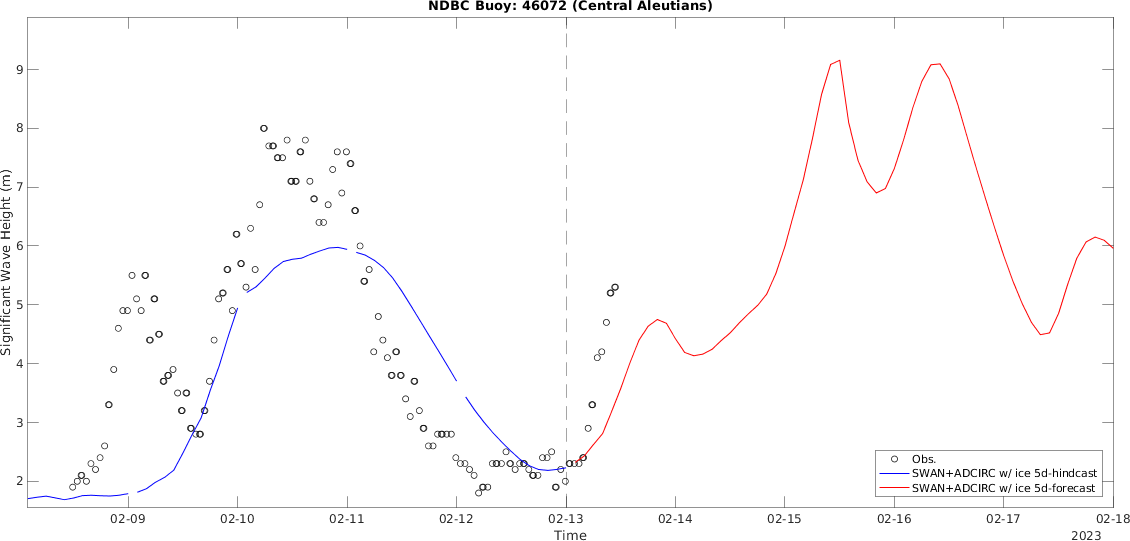 NDBC Buoy: 46072 (Central Aleutians)
Significant Wave Height (m)
9
8
7
6
5
4
3
2
Obs.
SWAN+ADCIRC w/ ice 5d-hindcast
SWAN+ADCIRC w/ ice 5d-forecast
02-09 02-10 02-11 02-12 02-13 02-14 02-15 02-16 02-17 02-18
Time
2023